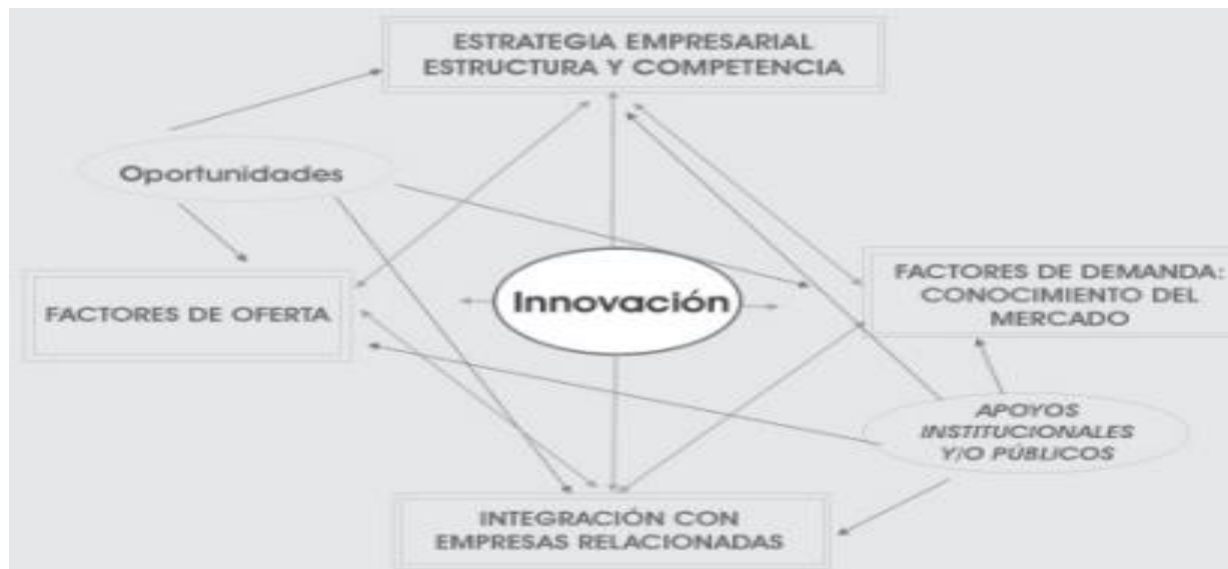 ESTRATEGIA EMPRESARIAL
ESTRUCTURA Y COMPETENCIA
Oportunidades
Innovación
FACTORES DE OFERTA
FACTORES DE DEMANDA:
CONOCIMIENTO DEL
MERCADO
APOYOS
INSTITUCIONALES
Y/O PÚBLICOS
INTEGRACIÓN CON
EMPRESAS RELACIONADAS